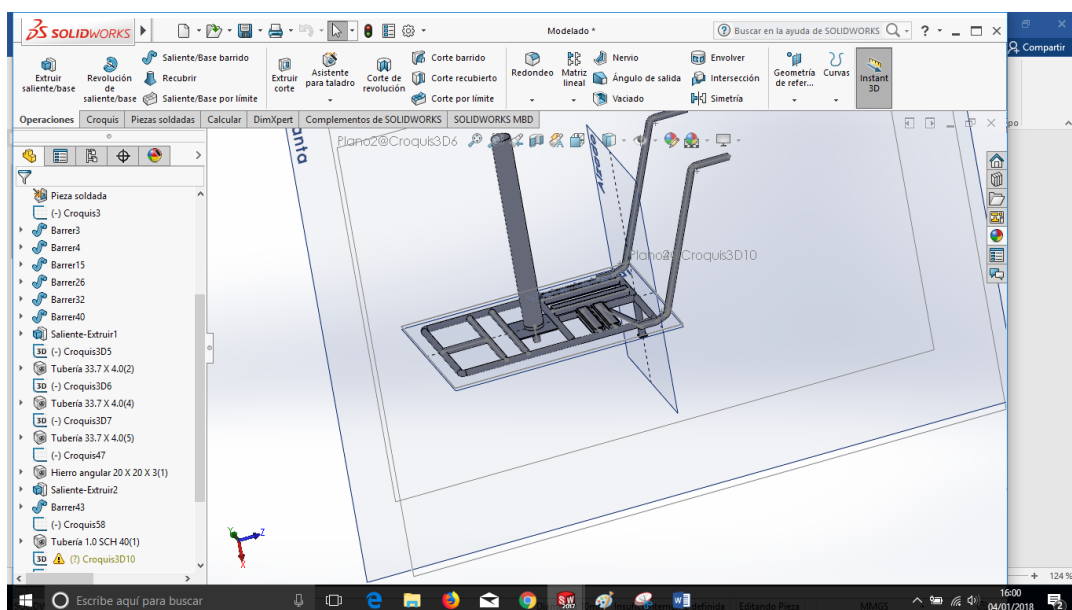 SOLIDWORKS
Modelado *
Buscar en la ayuda de SOLIDWORKS
?
Compartir
Extruir saliente/base
Revolución de saliente/base
Saliente/Base barrido
Recubrir
Saliente/Base por límite
Extruir corte
Asistente para taladro
Corte de revolución
Corte barrido
Corte recubierto
Corte por límite
Redondeo
Matriz lineal
Nervio
Ángulo de salida
Vaciado
Envolver
Intersección
Simetría
Geometría de refer...
Curvas
Instant 3D
Operaciones
Croquis
Piezas soldadas
Calcular
DimXpert
Complementos de SOLIDWORKS
SOLIDWORKS MBD
Plano2@Croquis3D6
Plano2@Croquis3D10
Pieza soldada
(-) Croquis3
Barrer3
Barrer4
Barrer15
Barrer26
Barrer32
Barrer40
Saliente-Extruir1
3D (-) Croquis3D5
Tubería 33.7 X 4.0(2)
3D (-) Croquis3D6
Tubería 33.7 X 4.0(4)
3D (-) Croquis3D7
Tubería 33.7 X 4.0(5)
(-) Croquis47
Hierro angular 20 X 20 X 3(1)
Saliente-Extruir2
Barrer43
(-) Croquis58
Tubería 1.0 SCH 40(1)
3D (?) Croquis3D10
Y
Z
X
124 %
Escribe aquí para buscar
Editando Pieza
MMGS
16:00
04/01/2018